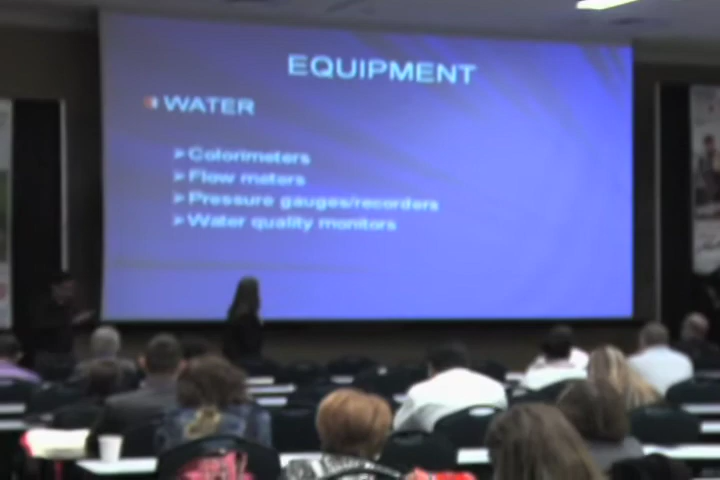 EQUIPMENT
WATER
➢Colorimeters
➢Flow meters
➢Pressure gauges/recorders
➢Water quality monitors